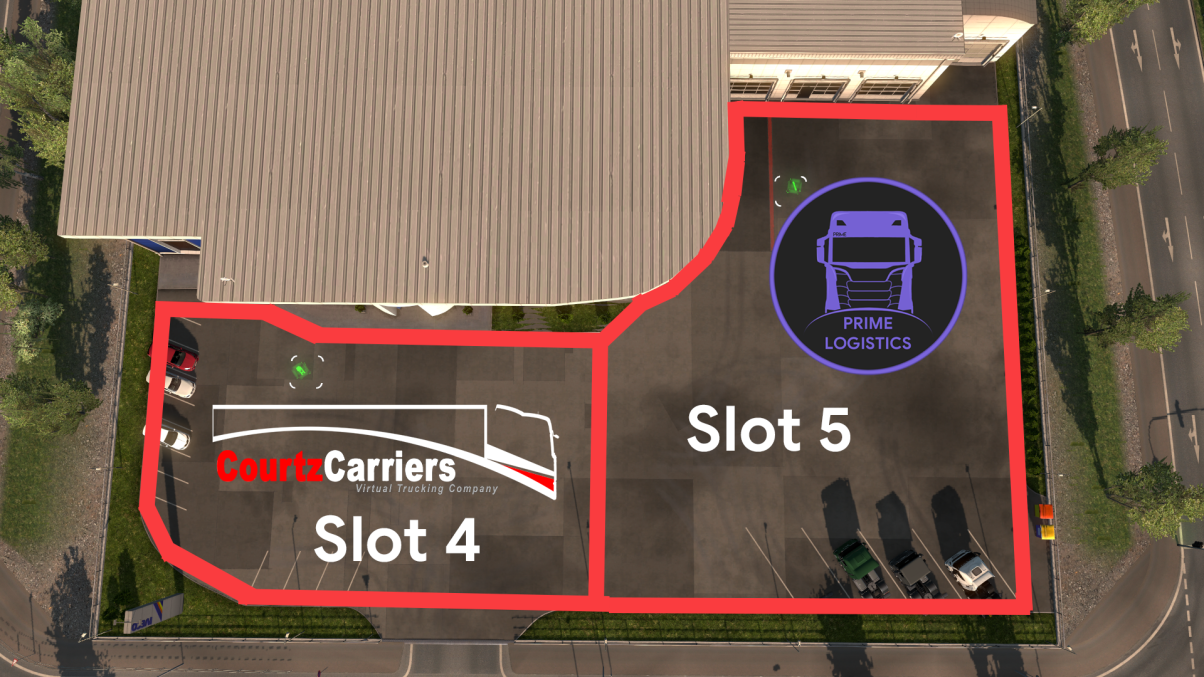 PRIME
LOGISTICS
Slot 5
CourtzCarriers
Virtual Trucking Company
Slot 4